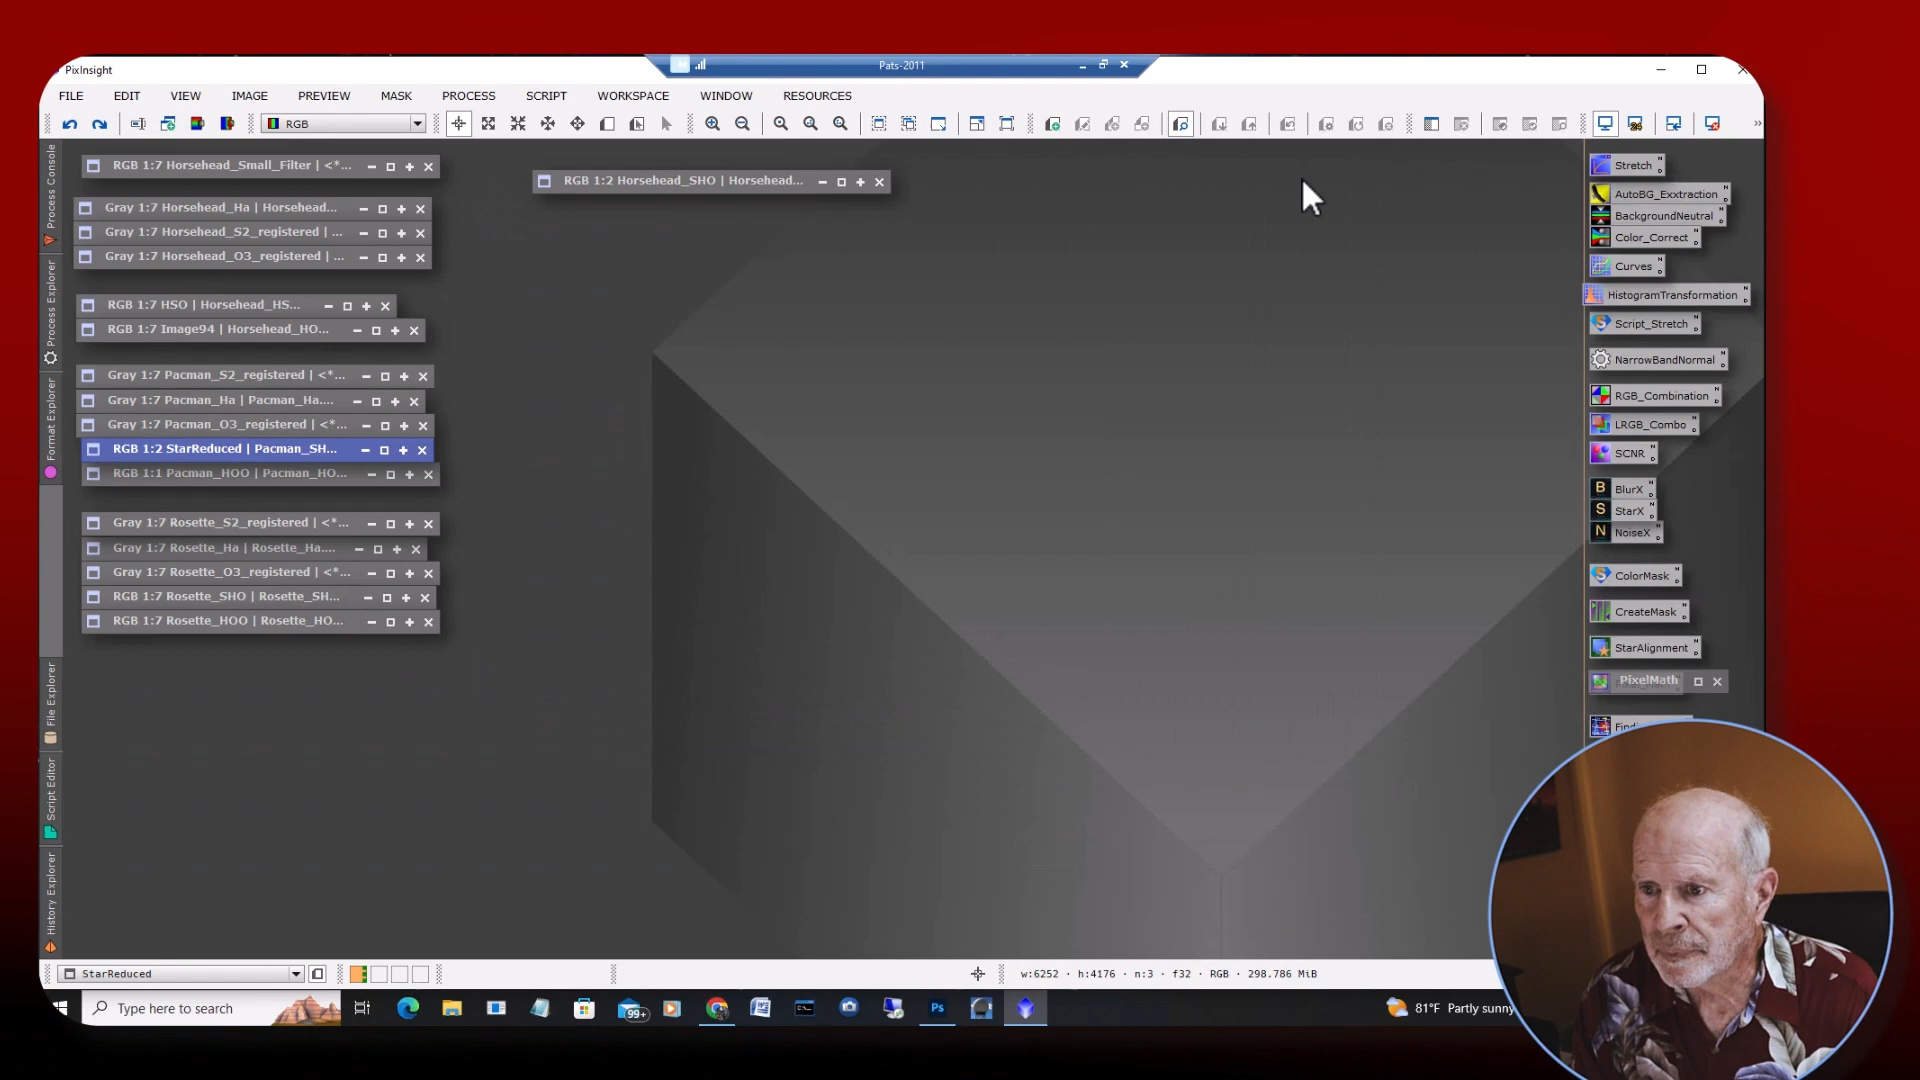 PixInsight
Pats-2011
FILE EDIT VIEW IMAGE PREVIEW MASK PROCESS SCRIPT WORKSPACE WINDOW RESOURCES
RGB
24
Process Console
Process Explorer
Format Explorer
File Explorer
Script Editor
History Explorer
RGB 1:7 Horsehead_Small_Filter | <*...
Gray 1:7 Horsehead_Ha | Horsehead...
Gray 1:7 Horsehead_S2_registered | ...
Gray 1:7 Horsehead_O3_registered | ...
RGB 1:7 HSO | Horsehead_HS...
RGB 1:7 Image94 | Horsehead_HO...
Gray 1:7 Pacman_S2_registered | <*...
Gray 1:7 Pacman_Ha | Pacman_Ha....
Gray 1:7 Pacman_O3_registered | <*...
RGB 1:2 StarReduced | Pacman_SH...
RGB 1:1 Pacman_HOO | Pacman_HO...
Gray 1:7 Rosette_S2_registered | <*...
Gray 1:7 Rosette_Ha | Rosette_Ha....
Gray 1:7 Rosette_O3_registered | <*...
RGB 1:7 Rosette_SHO | Rosette_SH...
RGB 1:7 Rosette_HOO | Rosette_HO...
RGB 1:2 Horsehead_SHO | Horsehead...
Stretch
AutoBG_Exxtraction
BackgroundNeutral
Color_Correct
Curves
HistogramTransformation
Script_Stretch
NarrowBandNormal
RGB_Combination
LRGB_Combo
SCNR
B BlurX
S StarX
N NoiseX
ColorMask
CreateMask
StarAlignment
PixelMath
StarReduced
w:6252 · h:4176 · n:3 · f32 · RGB · 298.786 MiB
Type here to search
99+
Ps
81°F Partly sunny